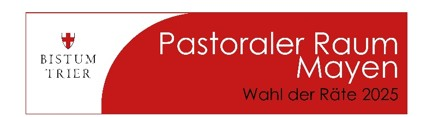 BISTUM
TRIER
Pastoraler Raum
Mayen
Wahl der Räte 2025